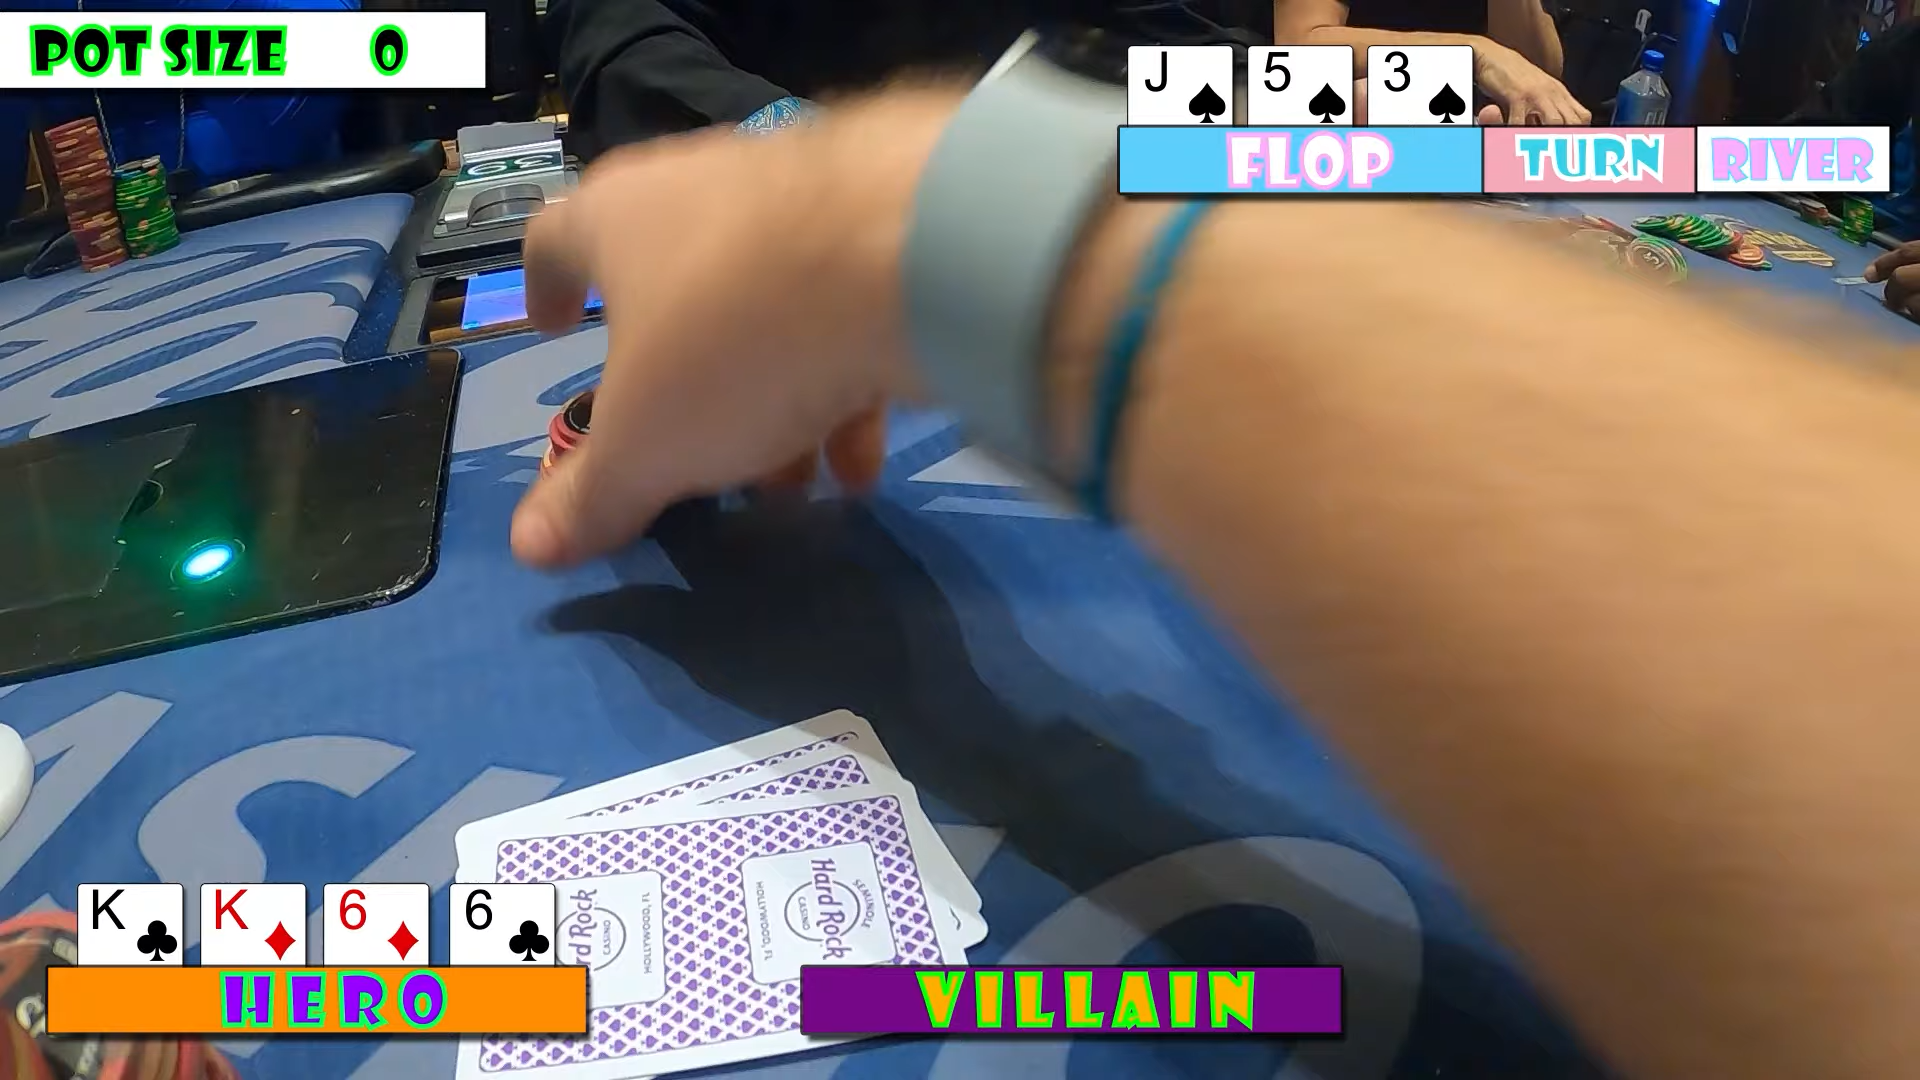 POT SIZE 0
J 5 3
FLOP TURN RIVER
K K 6 6
HERO
VILLAIN
Hard Rock
CASINO
HOLLYWOOD, FL
SEMINOLE
Hard Rock
CASINO
HOLLYWOOD, FL